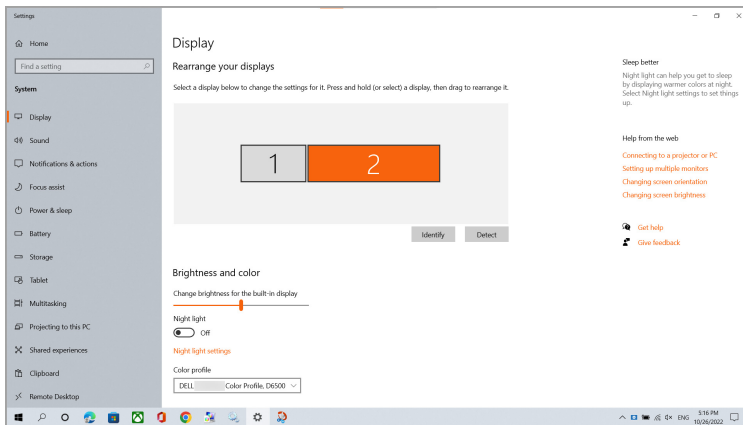 Settings
Home
Find a setting
System
Display
Sound
Notifications & actions
Focus assist
Power & sleep
Battery
Storage
Tablet
Multitasking
Projecting to this PC
Shared experiences
Clipboard
Remote Desktop
Display
Rearrange your displays
Select a display below to change the settings for it. Press and hold (or select) a display, then drag to rearrange it.
1
2
Identify
Detect
Brightness and color
Change brightness for the built-in display
Night light
Off
Night light settings
Color profile
DELL Color Profile, D6500
Sleep better
Night light can help you get to sleep
by displaying warmer colors at night.
Select Night light settings to set things
up.
Help from the web
Connecting to a projector or PC
Setting up multiple monitors
Changing screen orientation
Changing screen brightness
Get help
Give feedback
ENG
5:16 PM
10/26/2022